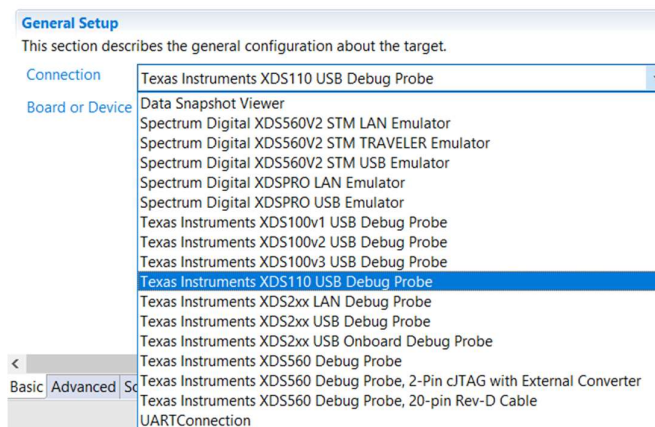 General Setup
This section describes the general configuration about the target.
Connection
Texas Instruments XDS110 USB Debug Probe
Board or Device
Data Snapshot Viewer
Spectrum Digital XDS560V2 STM LAN Emulator
Spectrum Digital XDS560V2 STM TRAVELER Emulator
Spectrum Digital XDS560V2 STM USB Emulator
Spectrum Digital XDSPRO LAN Emulator
Spectrum Digital XDSPRO USB Emulator
Texas Instruments XDS100v1 USB Debug Probe
Texas Instruments XDS100v2 USB Debug Probe
Texas Instruments XDS100v3 USB Debug Probe
Texas Instruments XDS110 USB Debug Probe
Texas Instruments XDS2xx LAN Debug Probe
Texas Instruments XDS2xx USB Debug Probe
Texas Instruments XDS2xx USB Onboard Debug Probe
Texas Instruments XDS560 Debug Probe
Texas Instruments XDS560 Debug Probe, 2-Pin cJTAG with External Converter
Texas Instruments XDS560 Debug Probe, 20-pin Rev-D Cable
UARTConnection
Basic Advanced